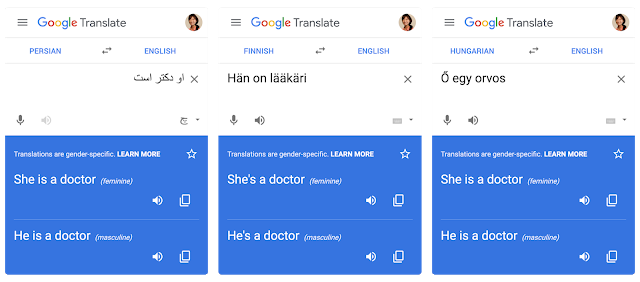 Google Translate
PERSIAN ENGLISH
او دکتر است
چ
Translations are gender-specific. LEARN MORE
She is a doctor (feminine)
He is a doctor (masculine)
Google Translate
FINNISH ENGLISH
Hän on lääkäri
Translations are gender-specific. LEARN MORE
She's a doctor (feminine)
He's a doctor (masculine)
Google Translate
HUNGARIAN ENGLISH
Ő egy orvos
Translations are gender-specific. LEARN MORE
She is a doctor (feminine)
He is a doctor (masculine)